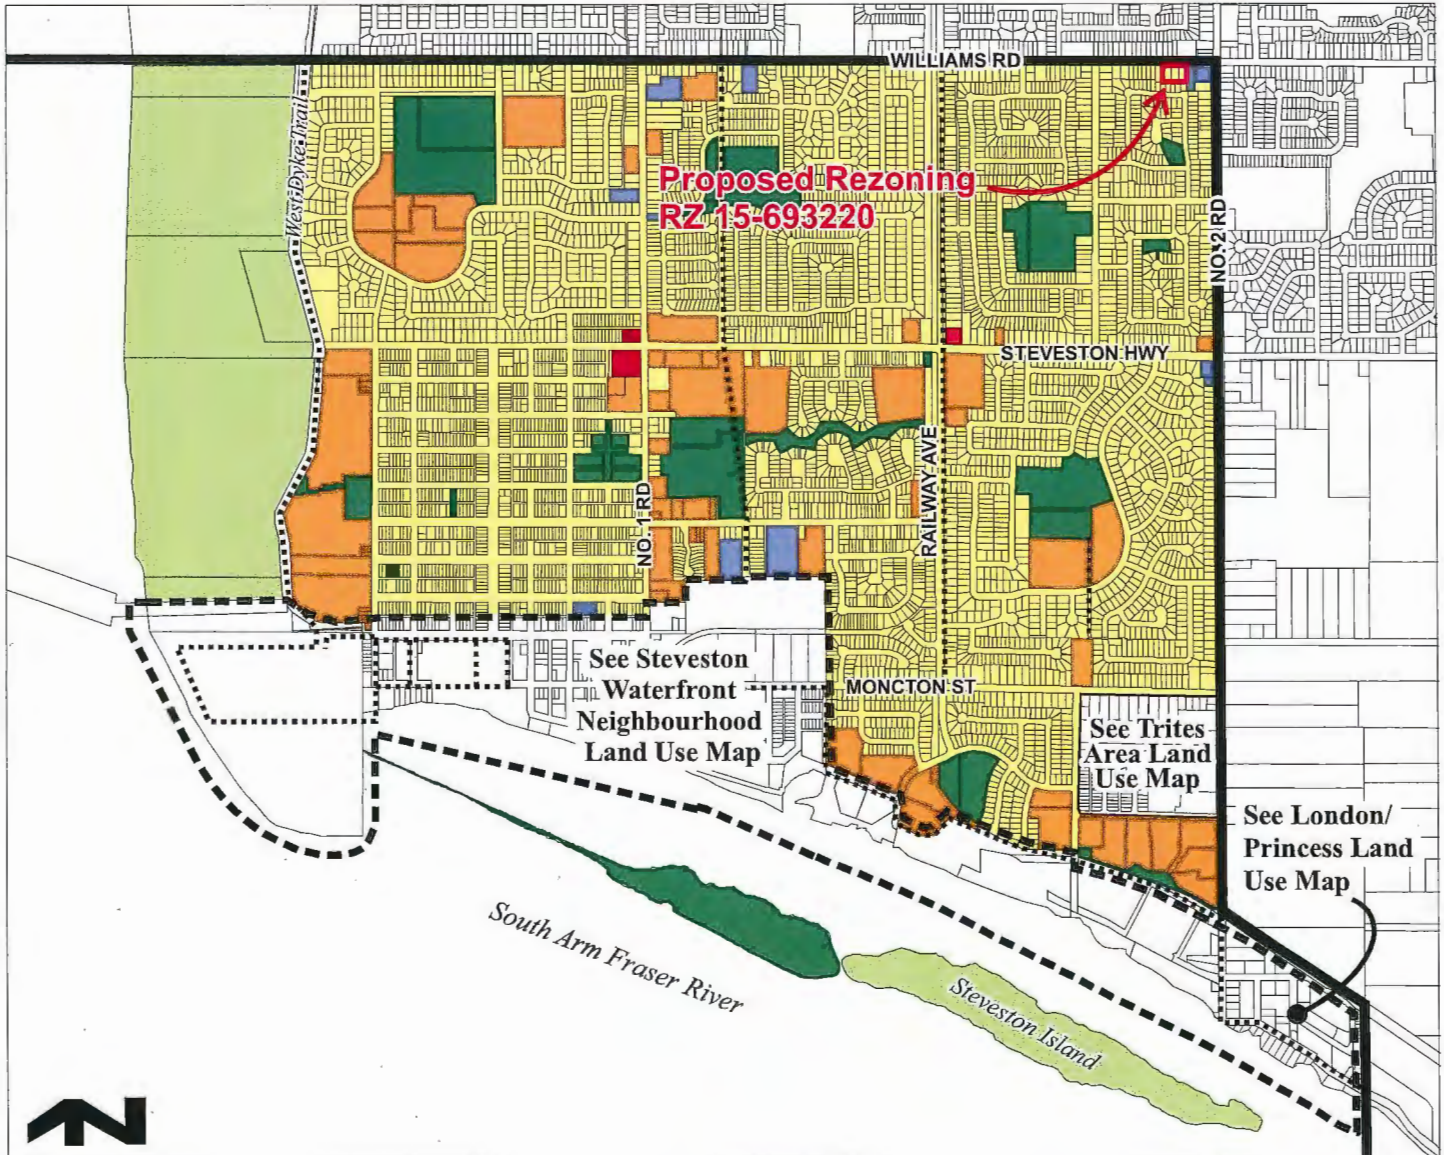 WILLIAMS RD
West Dyke Trail
Proposed Rezoning
RZ 15-693220
NO. 2 RD
STEVESTON HWY
NO. 1 RD
RAILWAY AVE
See Steveston
Waterfront
Neighbourhood
Land Use Map
MONCTON ST
See Trites
Area Land
Use Map
See London/
Princess Land
Use Map
South Arm Fraser River
Steveston Island
N